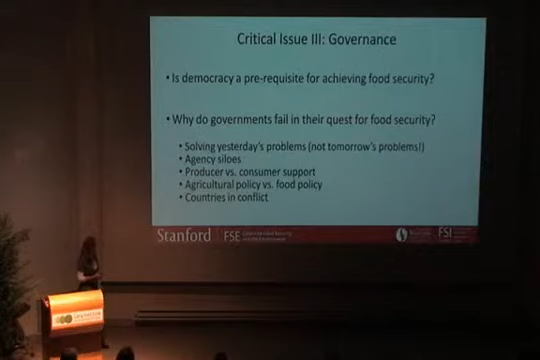 Critical Issue III: Governance
• Is democracy a pre-requisite for achieving food security?
• Why do governments fail in their quest for food security?
• Solving yesterday's problems (not tomorrow's problems!)
• Agency siloes
• Producer vs. consumer support
• Agricultural policy vs. food policy
• Countries in conflict
Stanford FSE FSI